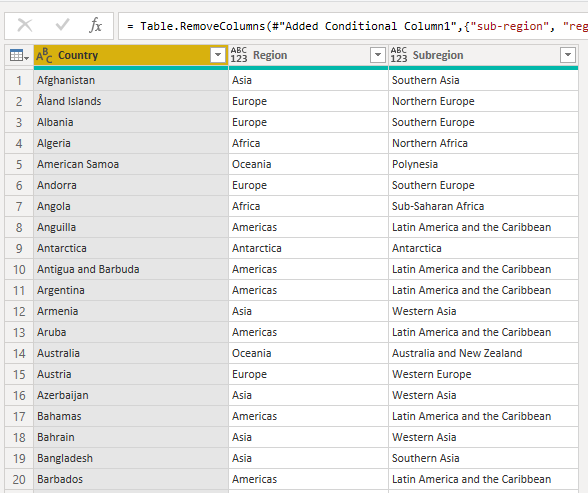 fx = Table.RemoveColumns(#"Added Conditional Column1",{"sub-region", "reg
ABC Country ABC 123 Region ABC 123 Subregion
1 Afghanistan Asia Southern Asia
2 Åland Islands Europe Northern Europe
3 Albania Europe Southern Europe
4 Algeria Africa Northern Africa
5 American Samoa Oceania Polynesia
6 Andorra Europe Southern Europe
7 Angola Africa Sub-Saharan Africa
8 Anguilla Americas Latin America and the Caribbean
9 Antarctica Antarctica Antarctica
10 Antigua and Barbuda Americas Latin America and the Caribbean
11 Argentina Americas Latin America and the Caribbean
12 Armenia Asia Western Asia
13 Aruba Americas Latin America and the Caribbean
14 Australia Oceania Australia and New Zealand
15 Austria Europe Western Europe
16 Azerbaijan Asia Western Asia
17 Bahamas Americas Latin America and the Caribbean
18 Bahrain Asia Western Asia
19 Bangladesh Asia Southern Asia
20 Barbados Americas Latin America and the Caribbean